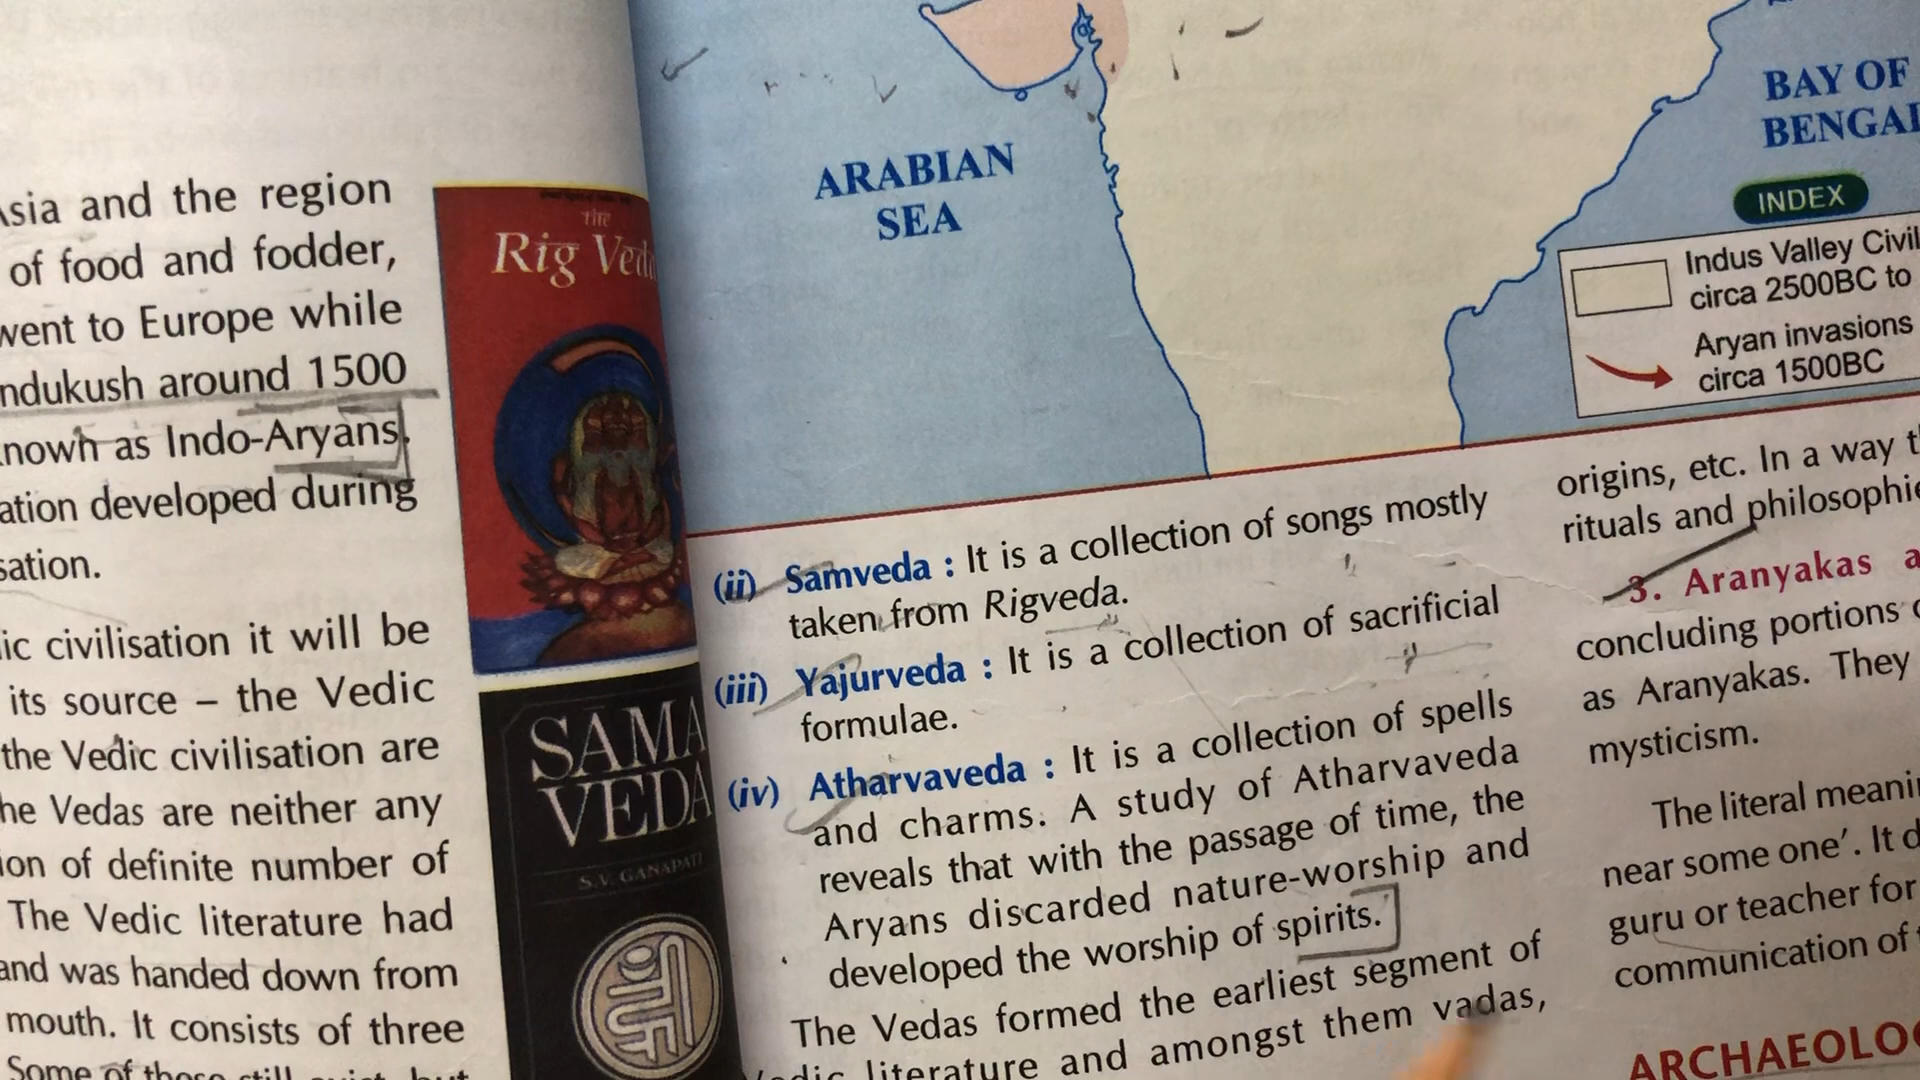 Asia and the region
of food and fodder,
went to Europe while
ndukush around 1500
nown as Indo-Aryans.
ation developed during
sation.
ic civilisation it will be
its source – the Vedic
the Vedic civilisation are
he Vedas are neither any
ion of definite number of
The Vedic literature had
and was handed down from
mouth. It consists of three
Some of these still exist, but
The
Rig Veda
SAMA
VEDA
S.V. GANAPATI
ARABIAN
SEA
BAY OF
BENGAL
INDEX
Indus Valley Civil
circa 2500BC to
Aryan invasions
circa 1500BC
(ii) Samveda : It is a collection of songs mostly
taken from Rigveda.
(iii) Yajurveda : It is a collection of sacrificial
formulae.
(iv) Atharvaveda : It is a collection of spells
and charms. A study of Atharvaveda
reveals that with the passage of time, the
Aryans discarded nature-worship and
developed the worship of spirits.
The Vedas formed the earliest segment of
Vedic literature and amongst them vadas,
origins, etc. In a way t
rituals and philosophie
3. Aranyakas a
concluding portions o
as Aranyakas. They
mysticism.
The literal meani
near some one'. It d
guru or teacher for
communication of
ARCHAEOLOG